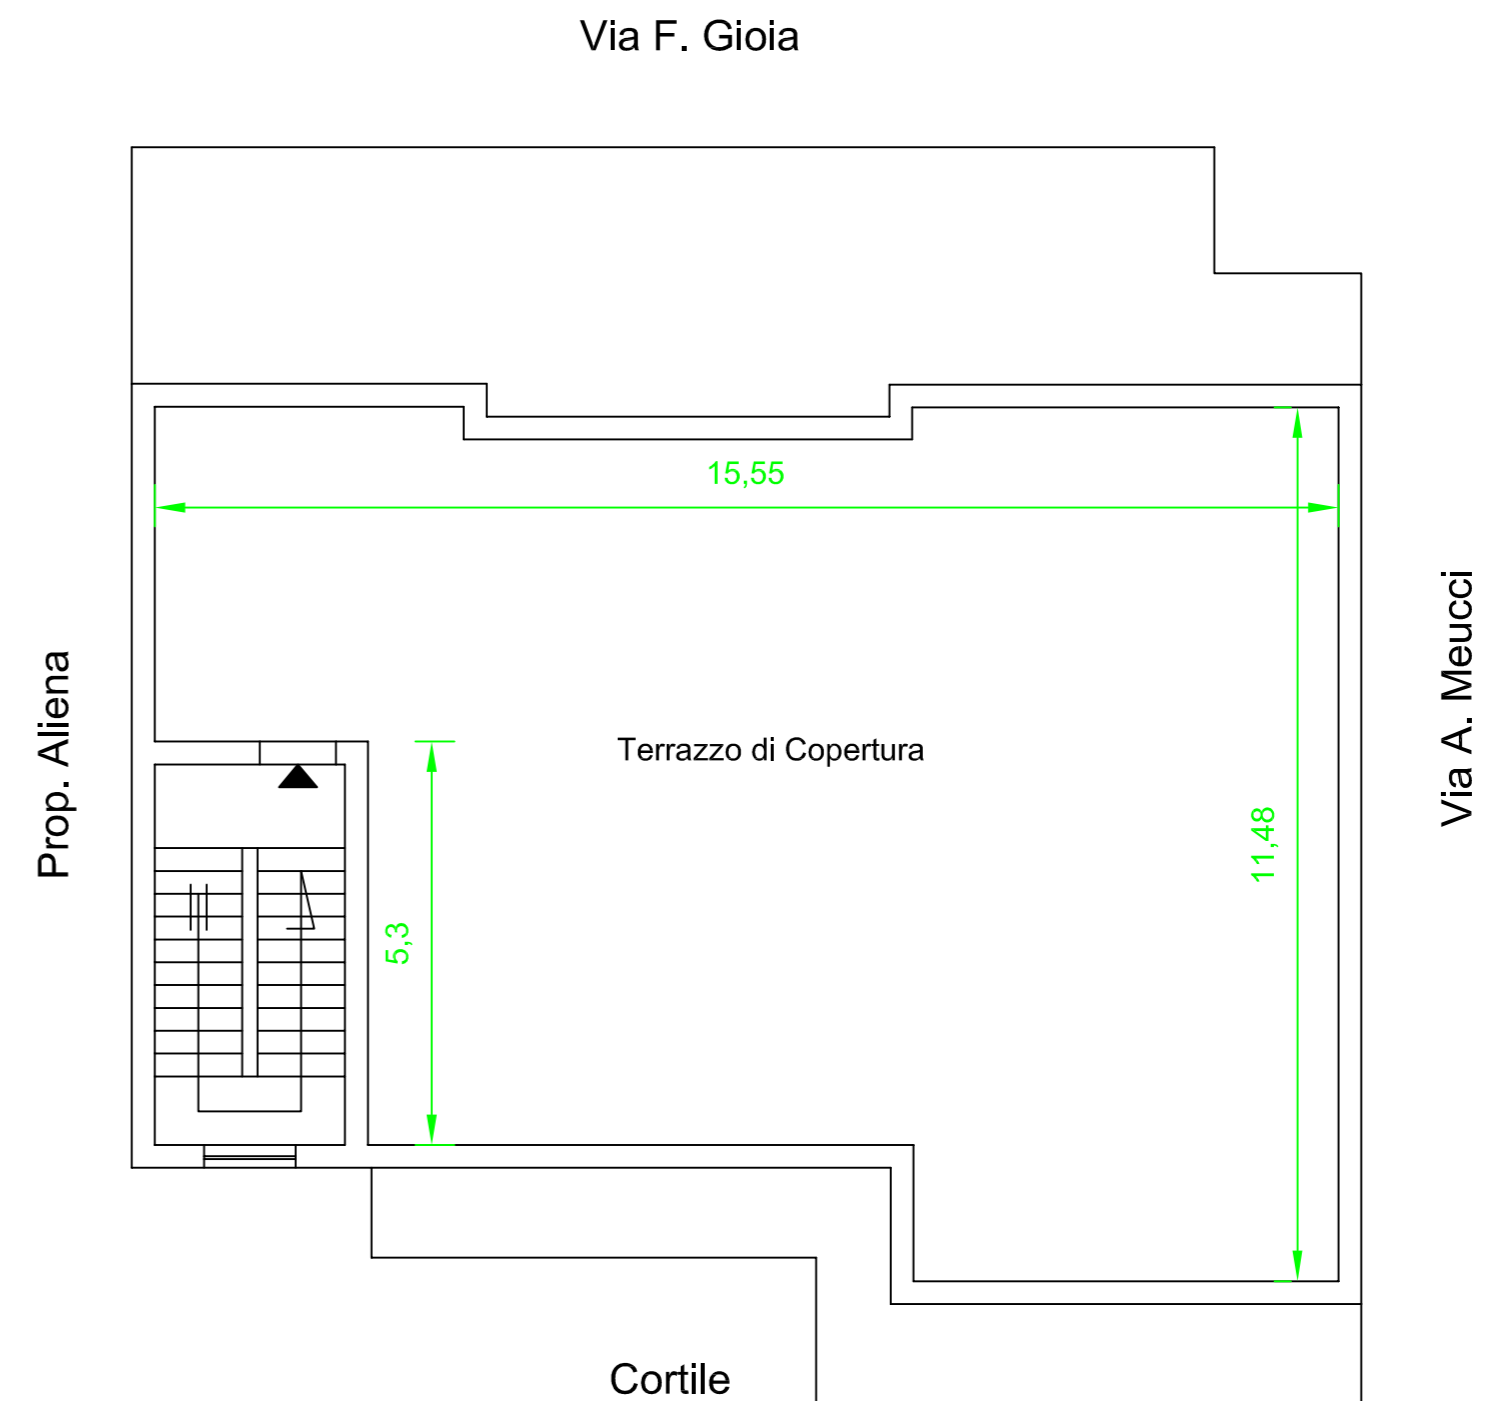 Via F. Gioia
15,55
Prop. Aliena
Terrazzo di Copertura
Via A. Meucci
11,48
5,3
Cortile